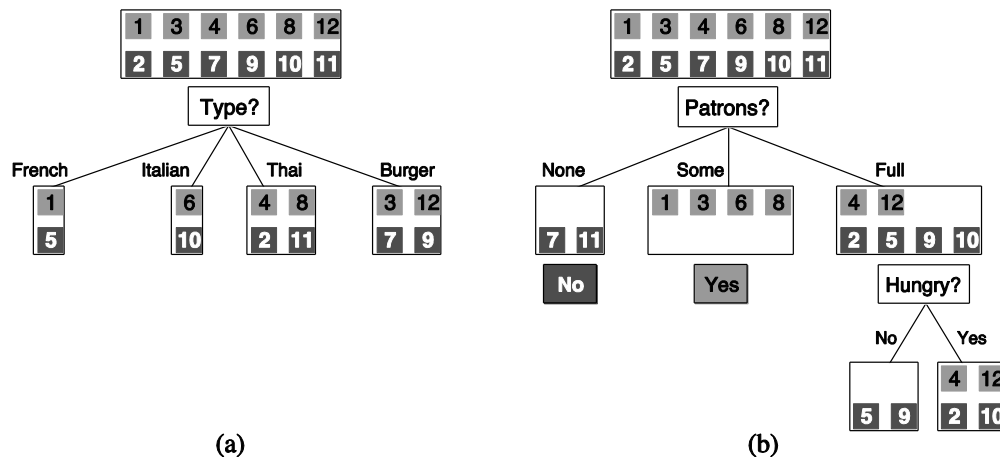 1 3 4 6 8 12
2 5 7 9 10 11
Type?
French Italian Thai Burger
1 6 4 8 3 12
5 10 2 11 7 9
(a)
1 3 4 6 8 12
2 5 7 9 10 11
Patrons?
None Some Full
1 3 6 8 4 12
7 11 2 5 9 10
No Yes Hungry?
No Yes
4 12
5 9 2 10
(b)